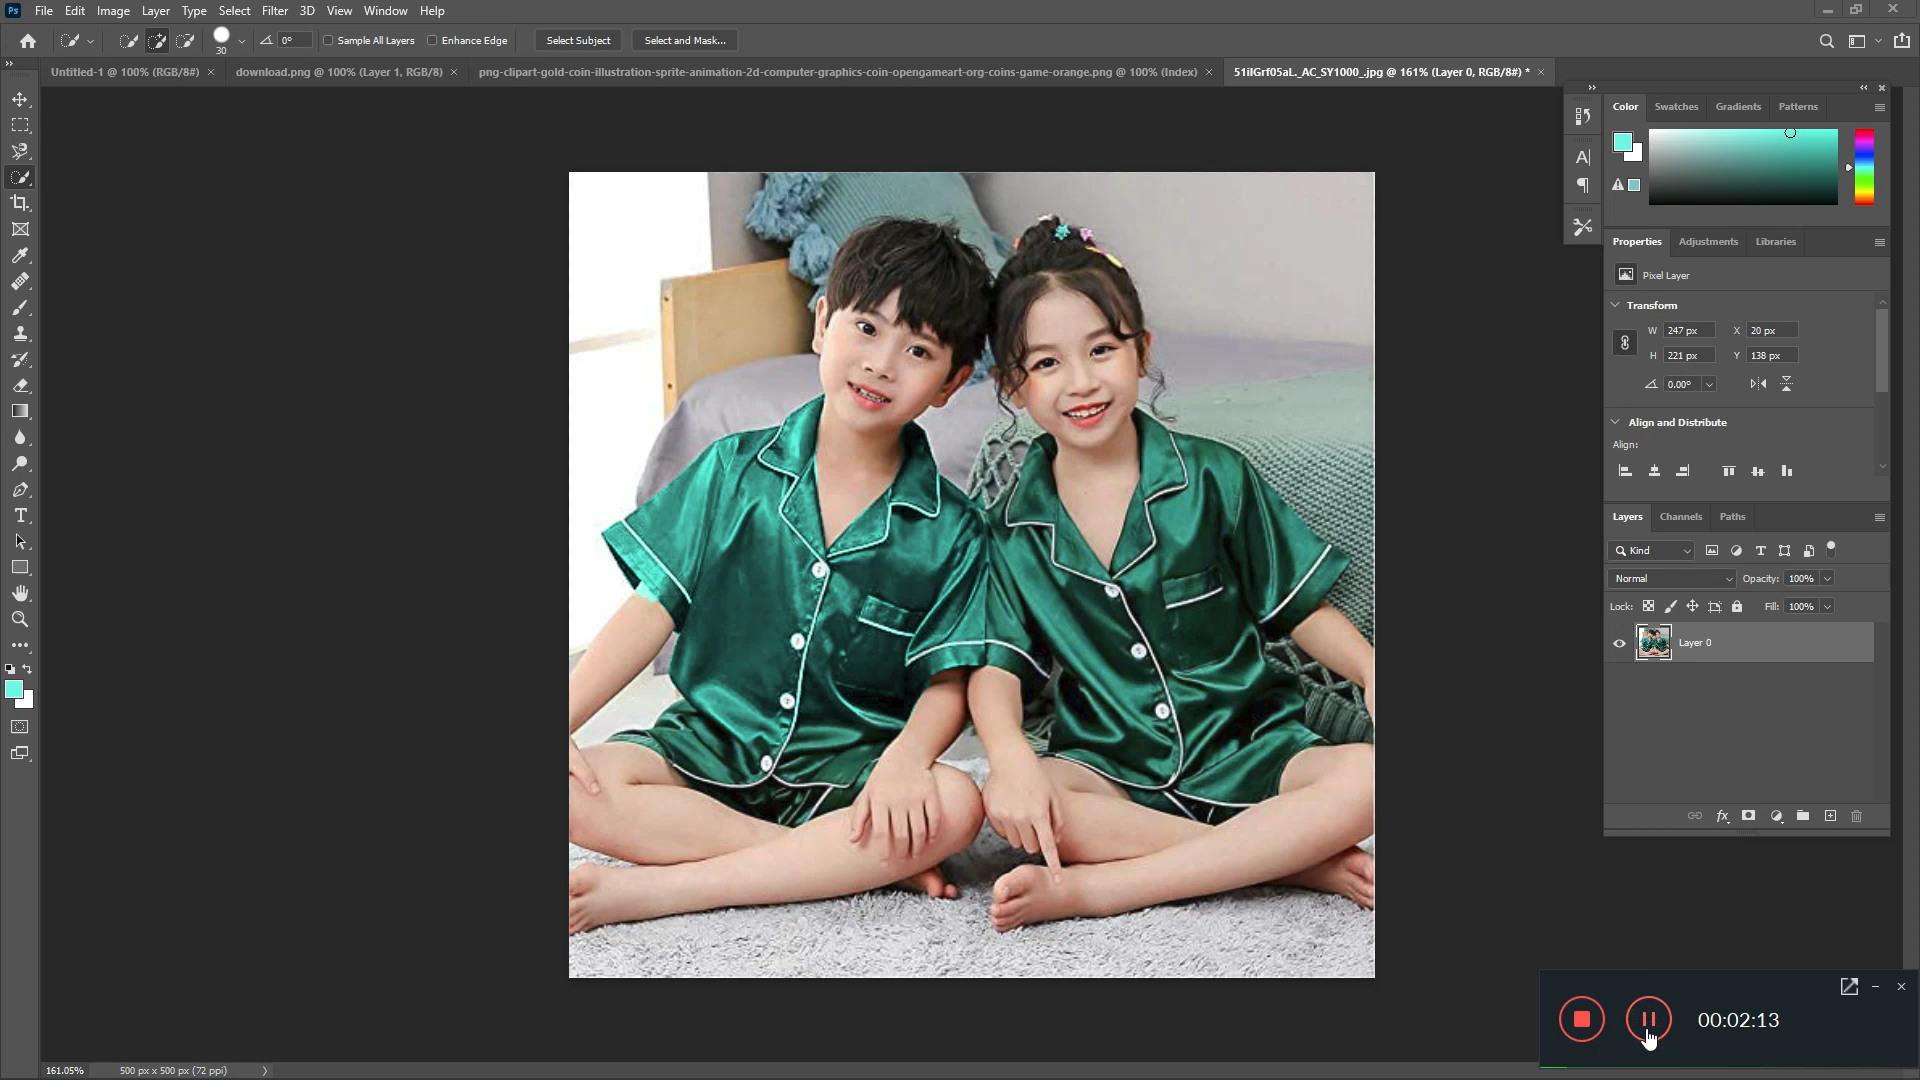 Ps File Edit Image Layer Type Select Filter 3D View Window Help
30 0° Sample All Layers Enhance Edge Select Subject Select and Mask...
Untitled-1 @ 100% (RGB/8#) × download.png @ 100% (Layer 1, RGB/8) × png-clipart-gold-coin-illustration-sprite-animation-2d-computer-graphics-coin-opengameart-org-coins-game-orange.png @ 100% (Index) × 51iIGrf05aL._AC_SY1000_.jpg @ 161% (Layer 0, RGB/8#) * ×
Color Swatches Gradients Patterns
Properties Adjustments Libraries
Pixel Layer
Transform
W 247 px X 20 px
H 221 px Y 138 px
0.00°
Align and Distribute
Align:
Layers Channels Paths
Kind
Normal Opacity: 100%
Lock: Fill: 100%
Layer 0
fx
00:02:13
161.05% 500 px x 500 px (72 ppi)